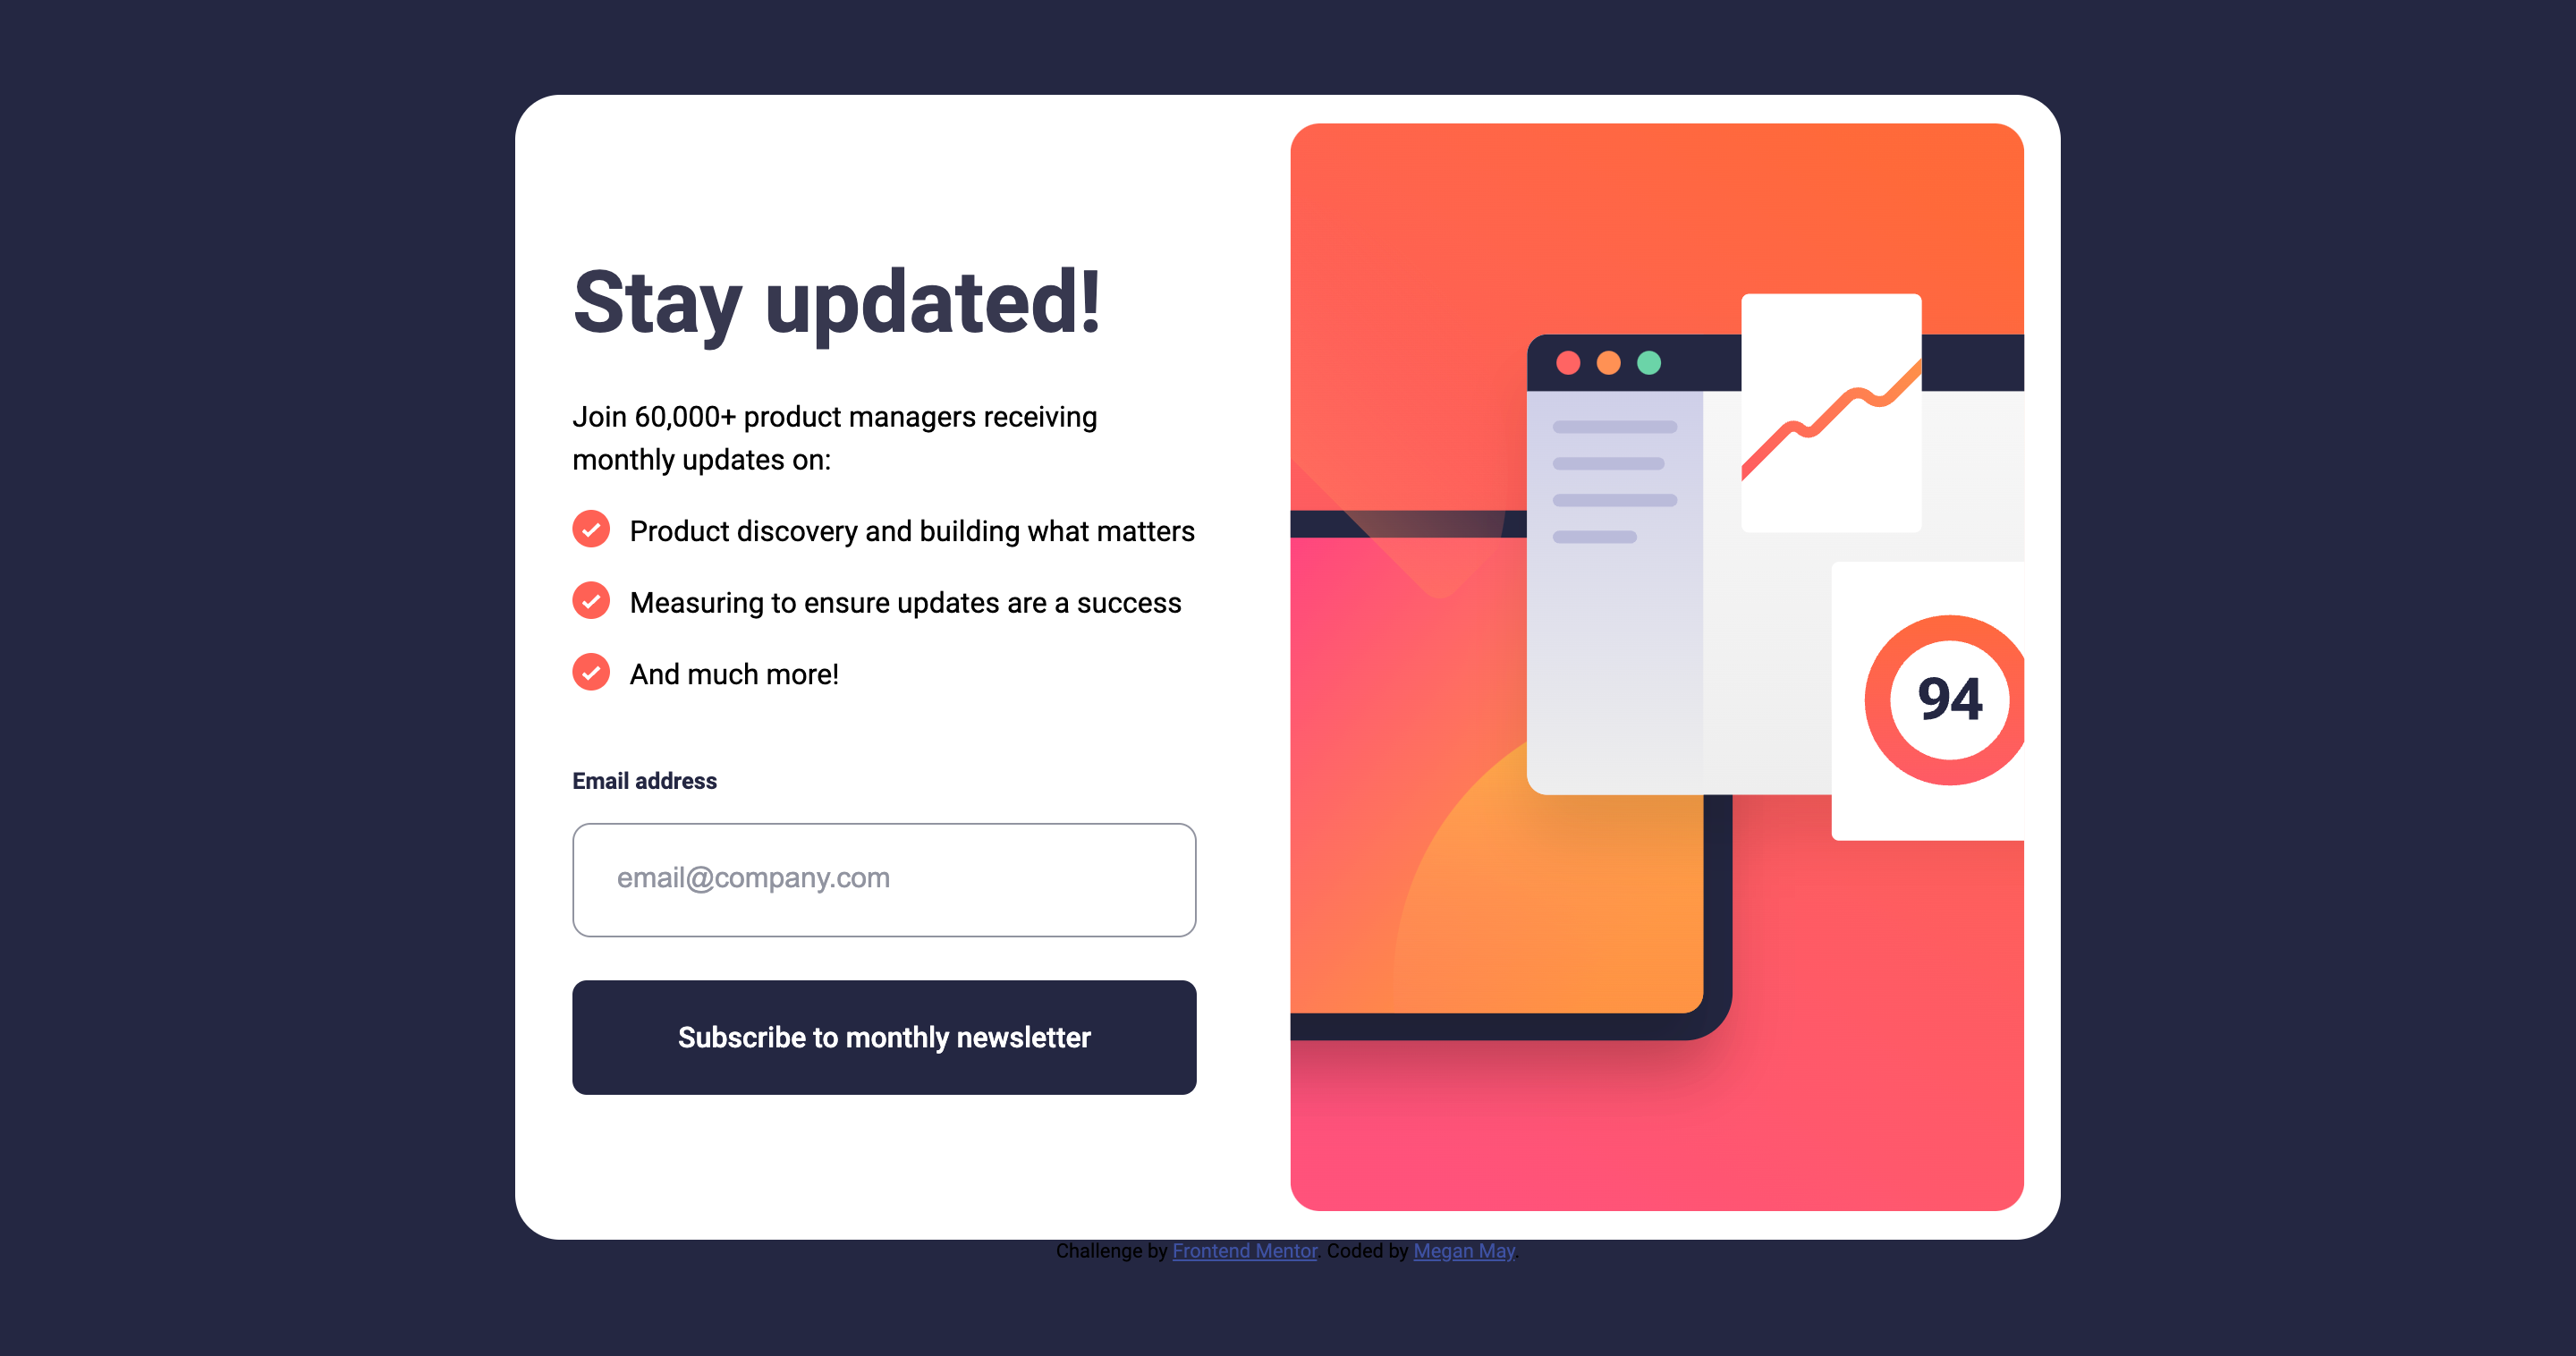 Stay updated!
Join 60,000+ product managers receiving
monthly updates on:
Product discovery and building what matters
Measuring to ensure updates are a success
And much more!
Email address
email@company.com
Subscribe to monthly newsletter
94
Challenge by Frontend Mentor. Coded by Megan May.